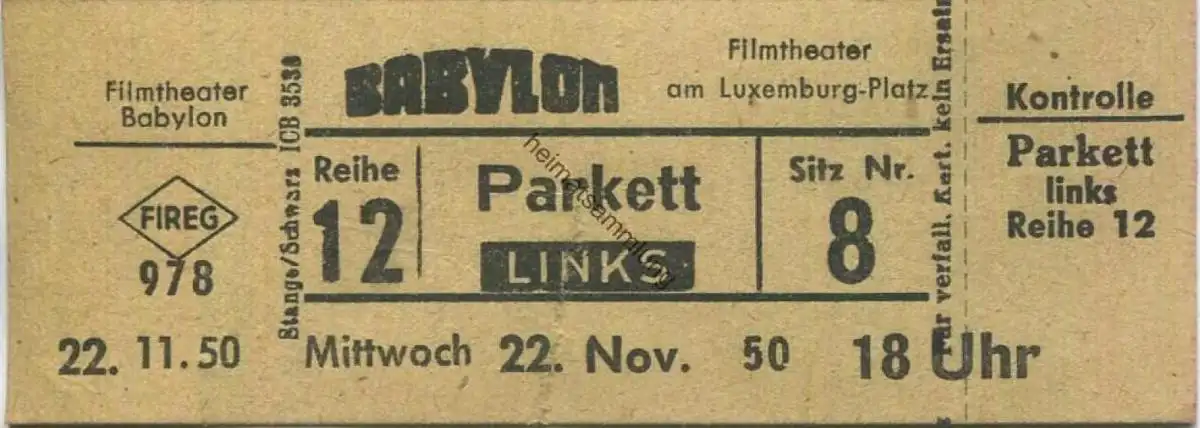 Filmtheater
Babylon
FIREG
978
22. 11. 50
Stange/Schwarz ICB 3538
BABYLON
Filmtheater
am Luxemburg-Platz
Reihe
12
Parkett
LINKS
Sitz Nr.
8
Mittwoch 22. Nov. 50 18 Uhr
Für verfall. Kart. kein Ersatz
Kontrolle
Parkett
links
Reihe 12
heimatsammlung